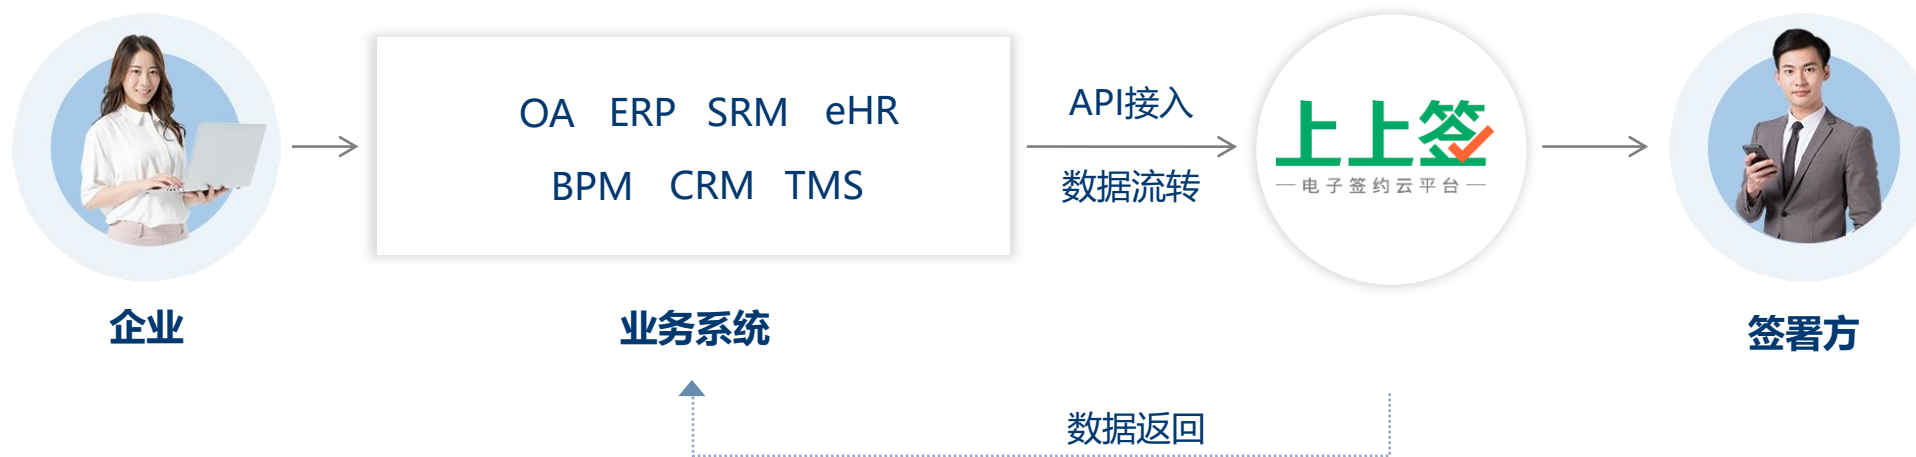 OA ERP SRM eHR
BPM CRM TMS
API接入
数据流转
上上签
电子签约云平台
企业
业务系统
签署方
数据返回